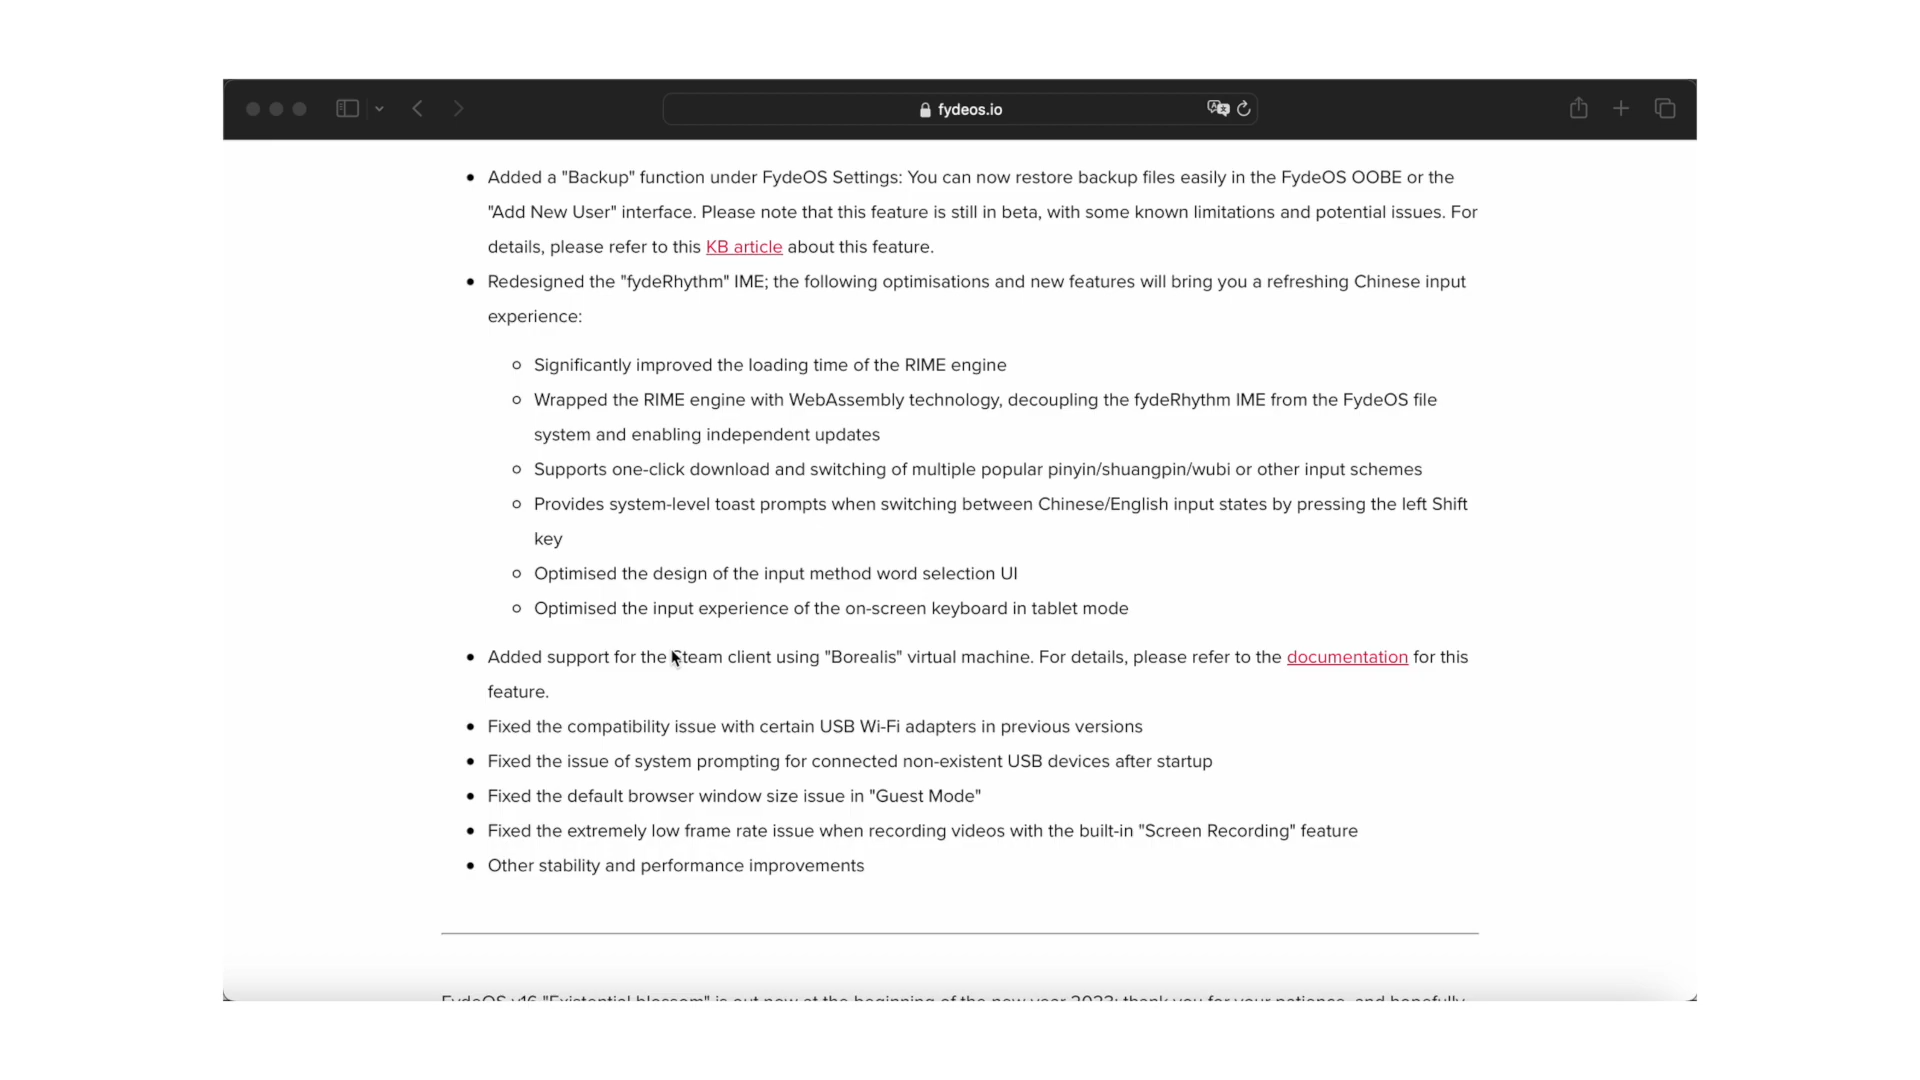 fydeos.io
Added a "Backup" function under FydeOS Settings: You can now restore backup files easily in the FydeOS OOBE or the
"Add New User" interface. Please note that this feature is still in beta, with some known limitations and potential issues. For
details, please refer to this KB article about this feature.
Redesigned the "fydeRhythm" IME; the following optimisations and new features will bring you a refreshing Chinese input
experience:
Significantly improved the loading time of the RIME engine
Wrapped the RIME engine with WebAssembly technology, decoupling the fydeRhythm IME from the FydeOS file
system and enabling independent updates
Supports one-click download and switching of multiple popular pinyin/shuangpin/wubi or other input schemes
Provides system-level toast prompts when switching between Chinese/English input states by pressing the left Shift
key
Optimised the design of the input method word selection UI
Optimised the input experience of the on-screen keyboard in tablet mode
Added support for the Steam client using "Borealis" virtual machine. For details, please refer to the documentation for this
feature.
Fixed the compatibility issue with certain USB Wi-Fi adapters in previous versions
Fixed the issue of system prompting for connected non-existent USB devices after startup
Fixed the default browser window size issue in "Guest Mode"
Fixed the extremely low frame rate issue when recording videos with the built-in "Screen Recording" feature
Other stability and performance improvements
FydeOS v16 "Existential blossom" is out now at the beginning of the new year 2023; thank you for your patience, and hopefully